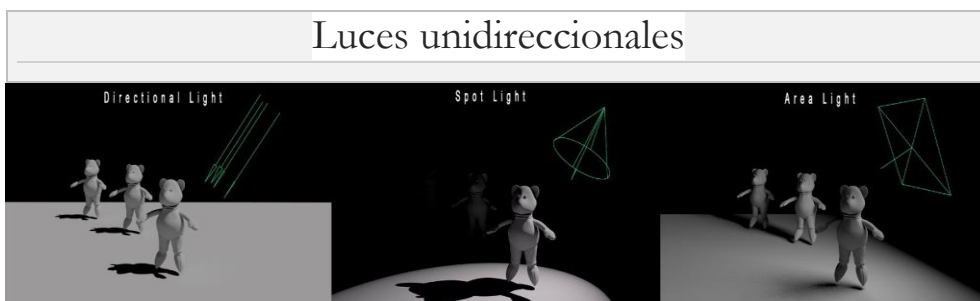 Luces unidireccionales
Directional Light
Spot Light
Area Light